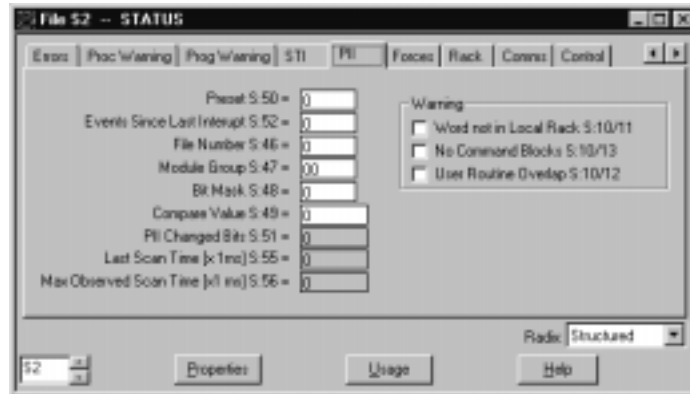 File S2 -- STATUS
Errors Proc Warning Prog Warning STI PII Forces Rack Comms Control
Preset S:50 = 0
Events Since Last Interupt S:52 = 0
File Number S:46 = 0
Module Group S:47 = 00
Bit Mask S:48 = 0
Compare Value S:49 = 0
PII Changed Bits S:51 = 0
Last Scan Time [x 1ms] S:55 = 0
Max Observed Scan Time [x1 ms] S:56 = 0
Warning
Word not in Local Rack S:10/11
No Command Blocks S:10/13
User Routine Overlap S:10/12
Radix: Structured
S2 Properties Usage Help